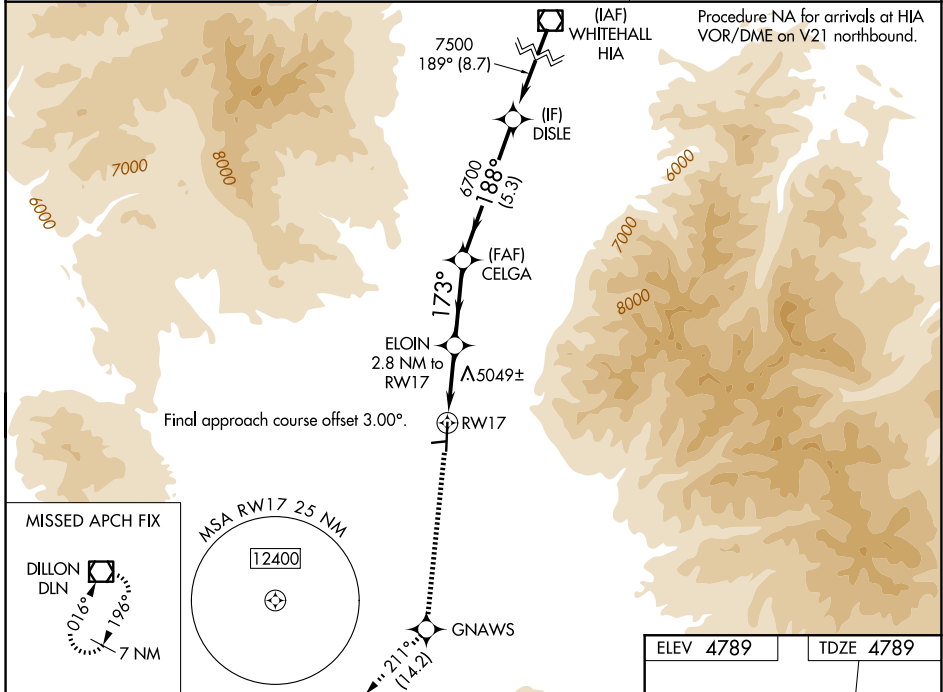 (IAF)
WHITEHALL
HIA
Procedure NA for arrivals at HIA
VOR/DME on V21 northbound.
7500
189° (8.7)
(IF)
DISLE
7000
8000
6000
6700
188°
(5.3)
6000
7000
8000
(FAF)
CELGA
173°
ELOIN
2.8 NM to
RW17
5049±
Final approach course offset 3.00°.
RW17
MISSED APCH FIX
DILLON
DLN
016°
196°
7 NM
MSA RW17 25 NM
12400
GNAWS
211°
(14.2)
ELEV 4789
TDZE 4789